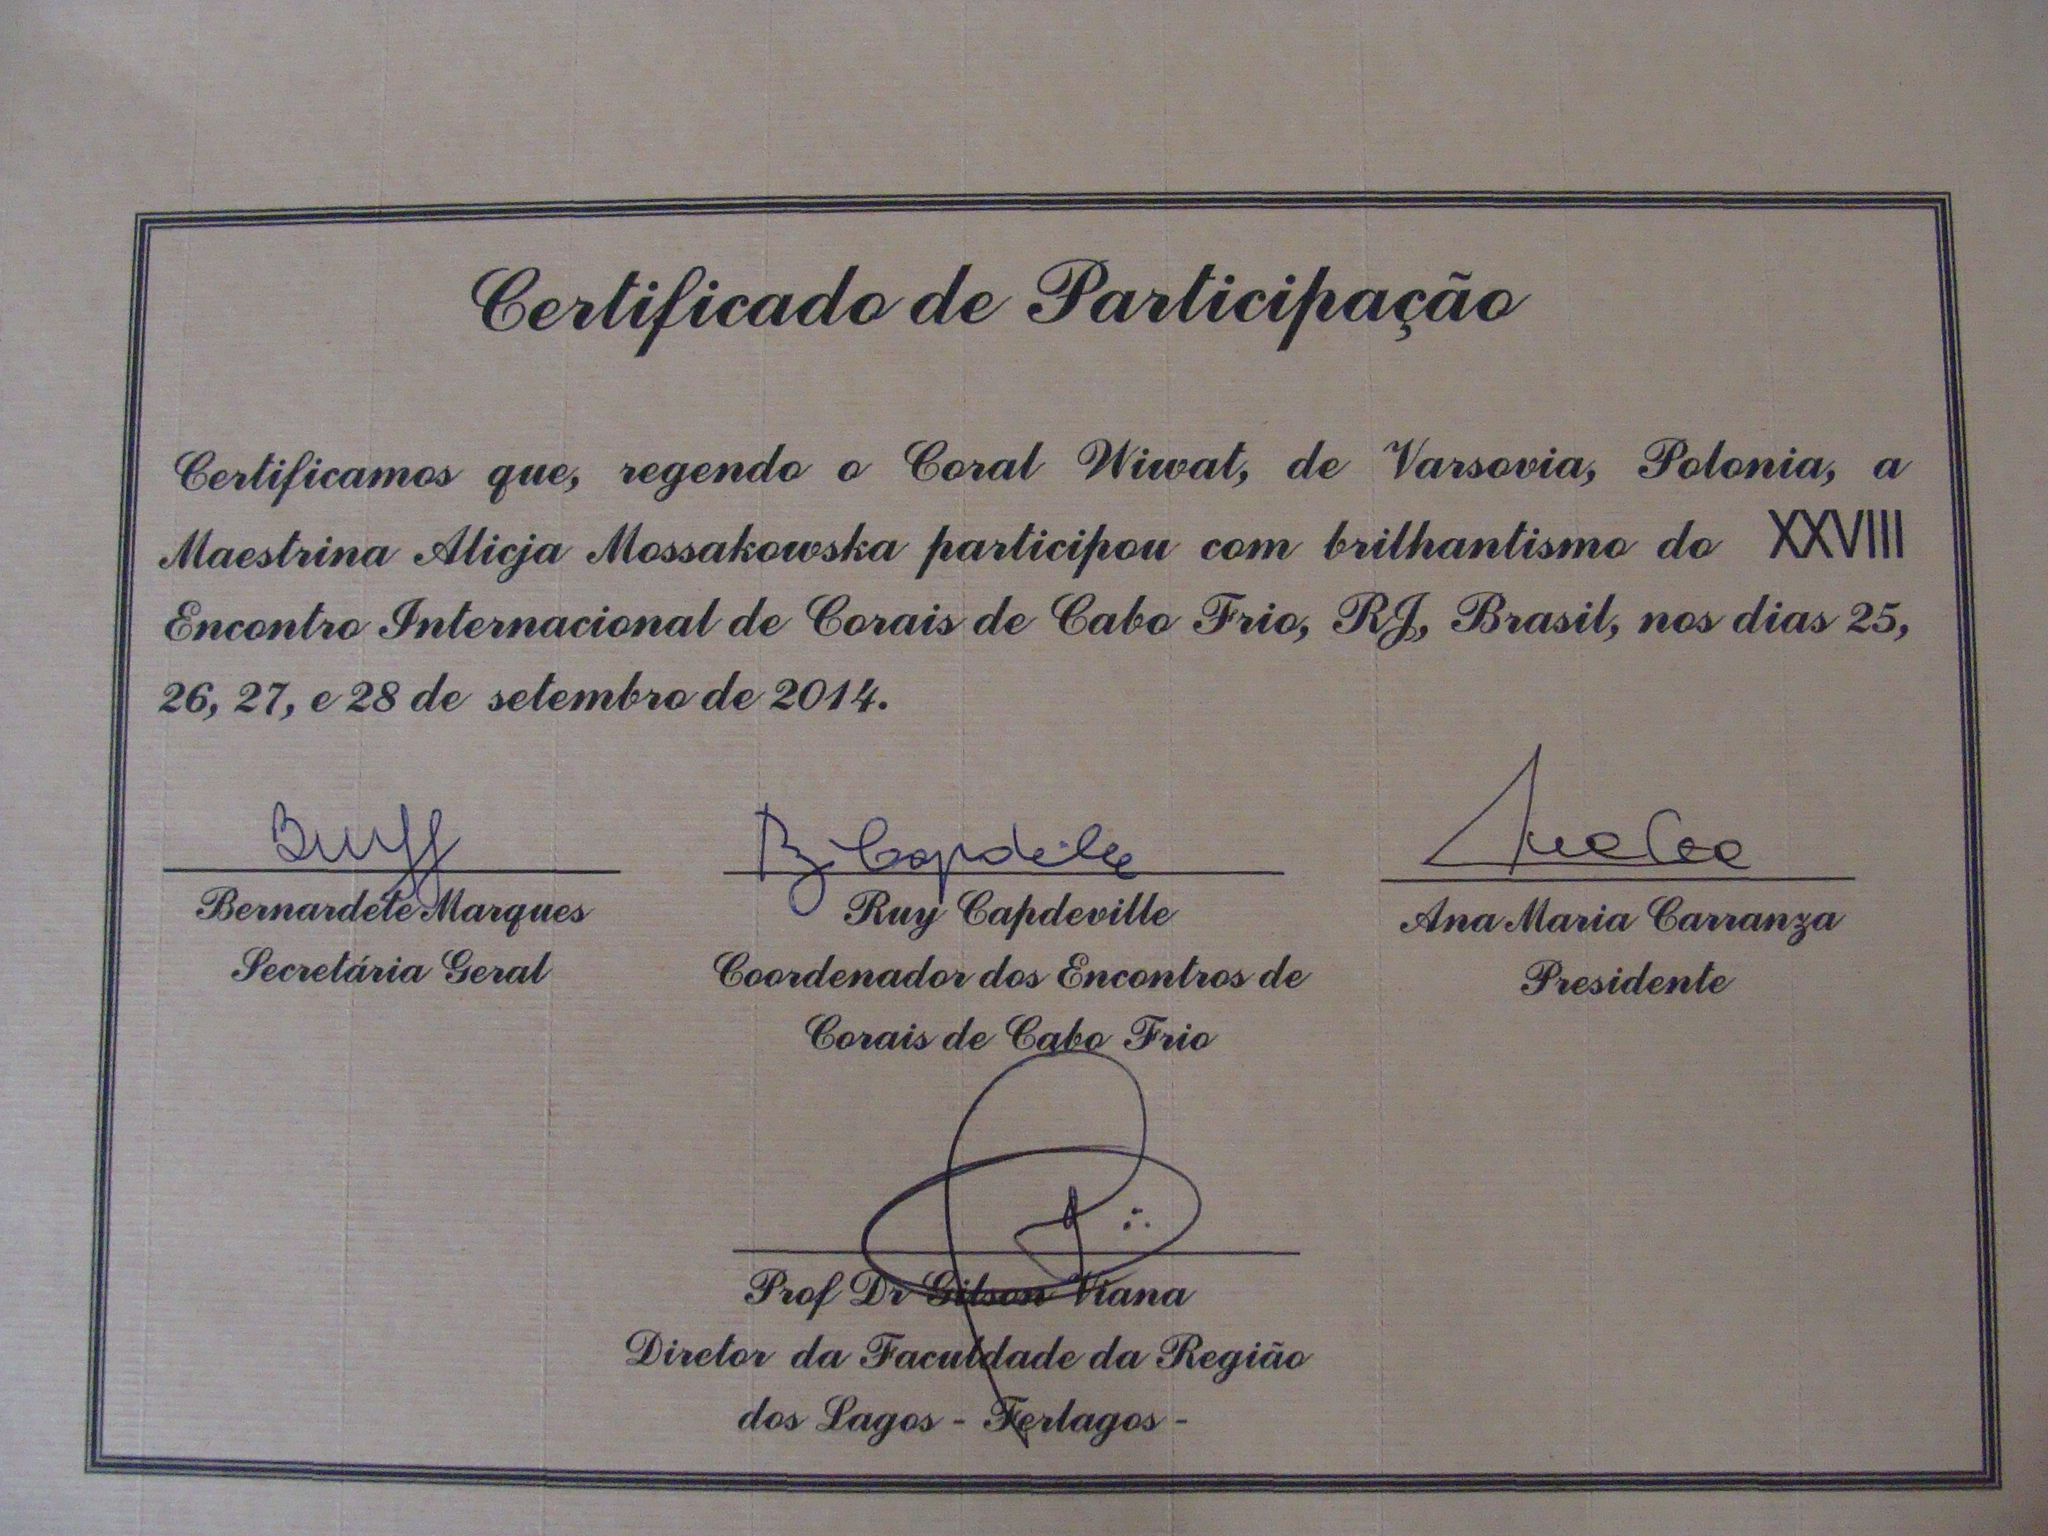 Certificado de Participação
Certificamos que, regendo o Coral Wiwat, de Varsovia, Polonia, a
Maestrina Alicja Mossakowska participou com brilhantismo do XXVIII
Encontro Internacional de Corais de Cabo Frio, RJ, Brasil, nos dias 25,
26, 27, e 28 de setembro de 2014.
Bernardete Marques
Secretária Geral
Ruy Capdeville
Coordenador dos Encontros de
Corais de Cabo Frio
Ana Maria Carranza
Presidente
Prof Dr Gilson Viana
Diretor da Faculdade da Região
dos Lagos - Ferlagos -